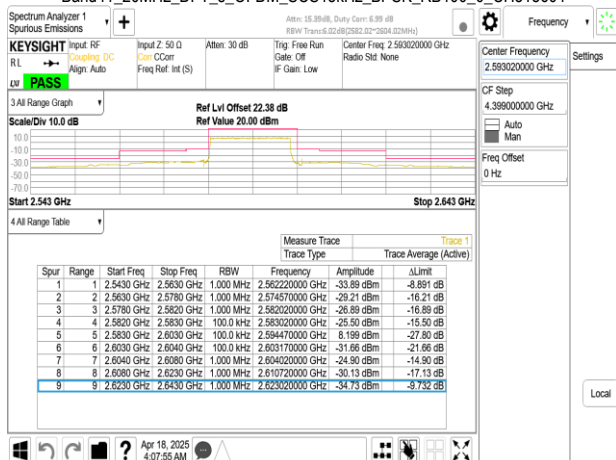 Spectrum Analyzer 1
Spurious Emissions
Attn: 15.39dB, Duty Corr: 6.99 dB
RBW Trans:6.02dB(2582.02~2604.02MHz)
Frequency
Settings
KEYSIGHT
Input: RF
Coupling: DC
Align: Auto
Input Z: 50 Ω
Corr CCorr
Freq Ref: Int (S)
Atten: 30 dB
Trig: Free Run
Gate: Off
IF Gain: Low
Center Freq: 2.593020000 GHz
Radio Std: None
RL
LXI
PASS
Center Frequency
2.593020000 GHz
CF Step
4.399000000 GHz
Auto
Man
Freq Offset
0 Hz
3 All Range Graph
Scale/Div 10.0 dB
Ref Lvl Offset 22.38 dB
Ref Value 20.00 dBm
10.0
-10.0
-30.0
-50.0
-70.0
Start 2.543 GHz
Stop 2.643 GHz
4 All Range Table
Measure Trace Trace 1
Trace Type Trace Average (Active)
Spur Range Start Freq Stop Freq RBW Frequency Amplitude ΔLimit
1 1 2.5430 GHz 2.5630 GHz 1.000 MHz 2.562220000 GHz -33.89 dBm -8.891 dB
2 2 2.5630 GHz 2.5780 GHz 1.000 MHz 2.574570000 GHz -29.21 dBm -16.21 dB
3 3 2.5780 GHz 2.5820 GHz 1.000 MHz 2.582020000 GHz -26.89 dBm -16.89 dB
4 4 2.5820 GHz 2.5830 GHz 100.0 kHz 2.583020000 GHz -25.50 dBm -15.50 dB
5 5 2.5830 GHz 2.6030 GHz 100.0 kHz 2.594470000 GHz 8.199 dBm -27.80 dB
6 6 2.6030 GHz 2.6040 GHz 100.0 kHz 2.603170000 GHz -31.66 dBm -21.66 dB
7 7 2.6040 GHz 2.6080 GHz 1.000 MHz 2.604020000 GHz -24.90 dBm -14.90 dB
8 8 2.6080 GHz 2.6230 GHz 1.000 MHz 2.610720000 GHz -30.13 dBm -17.13 dB
9 9 2.6230 GHz 2.6430 GHz 1.000 MHz 2.623020000 GHz -34.73 dBm -9.732 dB
Local
Apr 18, 2025
4:07:55 AM